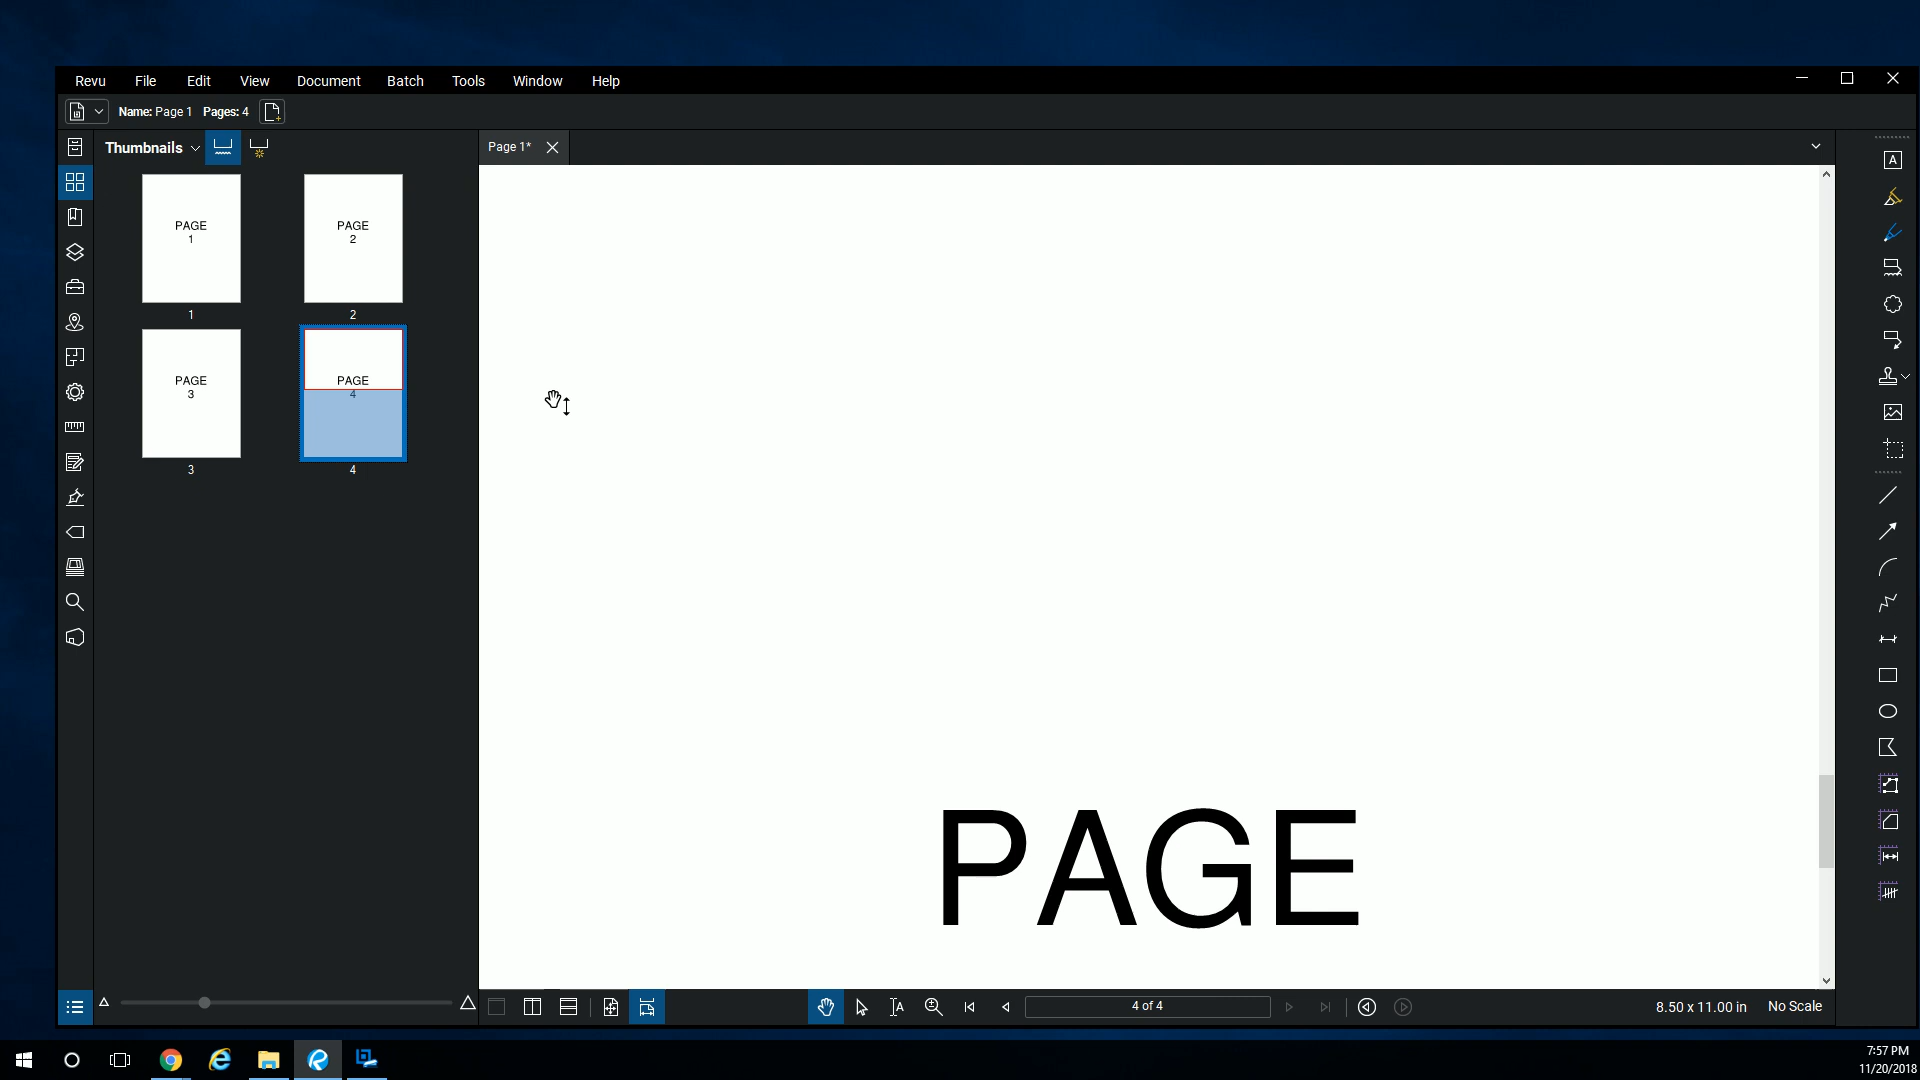 Revu File Edit View Document Batch Tools Window Help
Name: Page 1 Pages: 4
Thumbnails
Page 1*
PAGE
1
PAGE
2
1
2
PAGE
3
PAGE
4
3
4
PAGE
4 of 4
8.50 x 11.00 in
No Scale
7:57 PM
11/20/2018